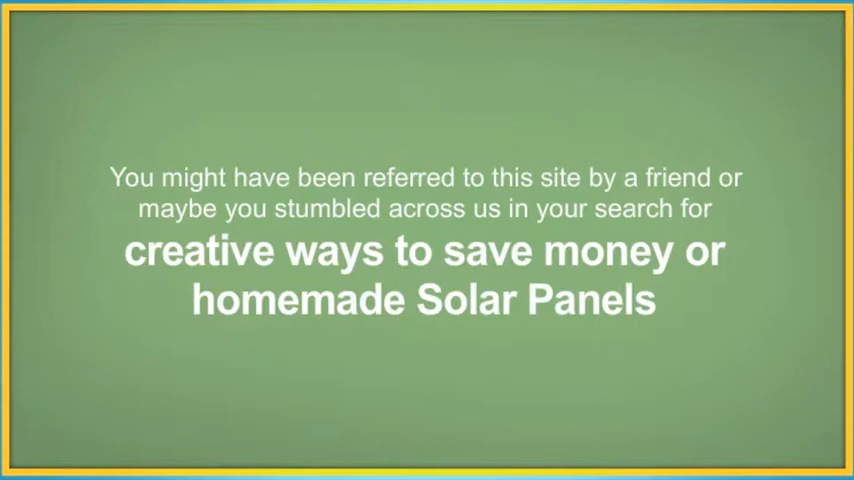 You might have been referred to this site by a friend or
maybe you stumbled across us in your search for
creative ways to save money or
homemade Solar Panels